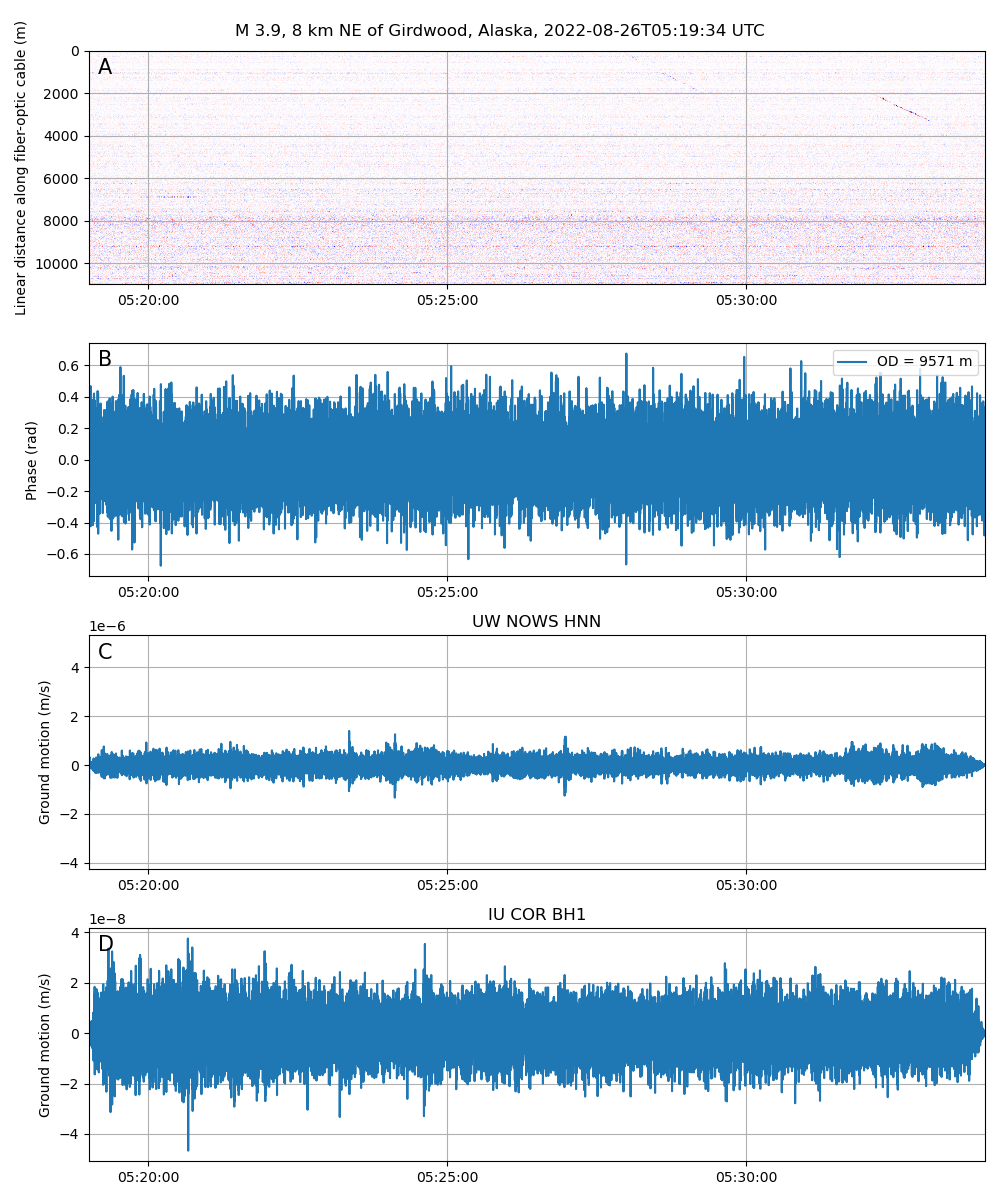 M 3.9, 8 km NE of Girdwood, Alaska, 2022-08-26T05:19:34 UTC
A
Linear distance along fiber-optic cable (m)
0
2000
4000
6000
8000
10000
05:20:00 05:25:00 05:30:00
B
OD = 9571 m
Phase (rad)
0.6
0.4
0.2
0.0
−0.2
−0.4
−0.6
05:20:00 05:25:00 05:30:00
UW NOWS HNN
1e−6
C
Ground motion (m/s)
4
2
0
−2
−4
05:20:00 05:25:00 05:30:00
IU COR BH1
1e−8
D
Ground motion (m/s)
4
2
0
−2
−4
05:20:00 05:25:00 05:30:00